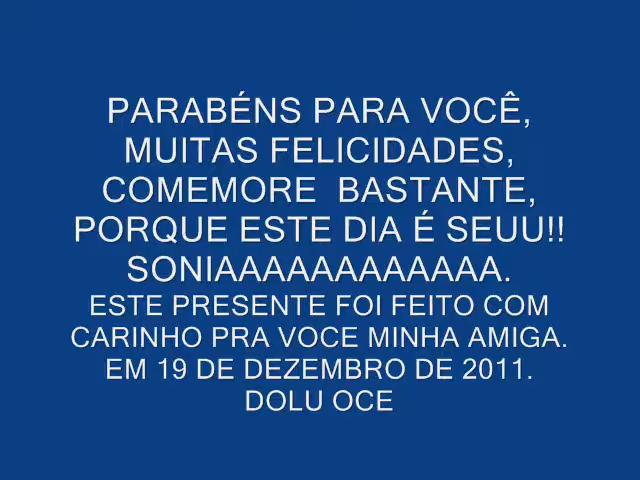 PARABÉNS PARA VOCÊ,
MUITAS FELICIDADES,
COMEMORE  BASTANTE,
PORQUE ESTE DIA É SEUU!!
SONIAAAAAAAAAAAA.
ESTE PRESENTE FOI FEITO COM
CARINHO PRA VOCE MINHA AMIGA.
EM 19 DE DEZEMBRO DE 2011.
DOLU OCE